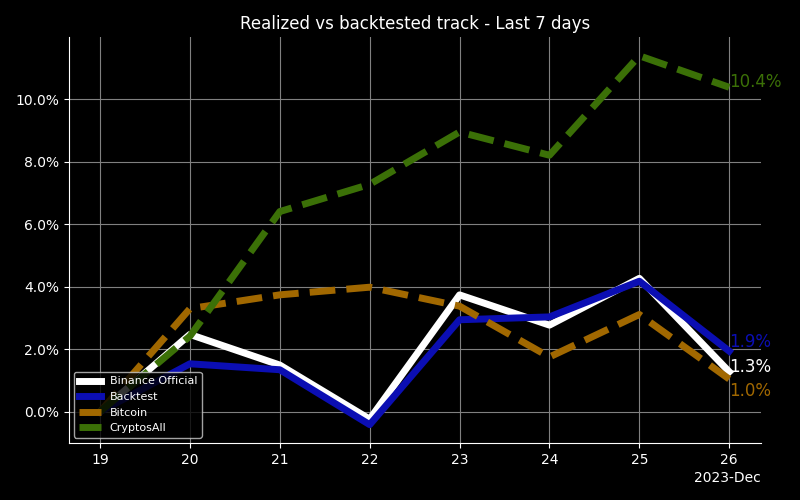 Realized vs backtested track - Last 7 days
10.0%
8.0%
6.0%
4.0%
2.0%
0.0%
10.4%
1.9%
1.3%
1.0%
Binance Official
Backtest
Bitcoin
CryptosAll
19 20 21 22 23 24 25 26
2023-Dec